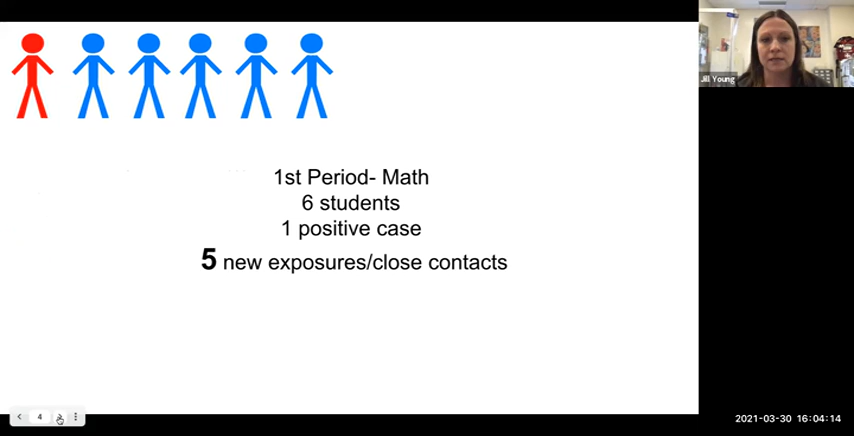 1st Period- Math
6 students
1 positive case
5 new exposures/close contacts
Jill Young
4
2021-03-30 16:04:14